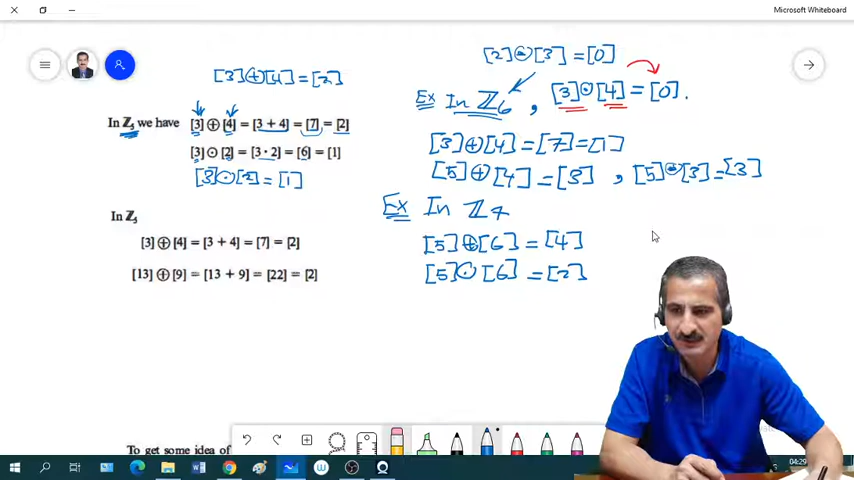 Microsoft Whiteboard
[3]⊕[4]=[2]
In ℤ₅ we have [3] ⊕ [4] = [3 + 4] = [7] = [2]
[3] ⊙ [2] = [3 • 2] = [6] = [1]
[3]⊙[2]=[1]
In ℤ₅
[3] ⊕ [4] = [3 + 4] = [7] = [2]
[13] ⊕ [9] = [13 + 9] = [22] = [2]
[2]⊙[3]=[0]
Ex In ℤ₆, [3]⊙[4]=[0].
[3]⊕[4]=[7]=[1]
[5]⊕[4]=[3], [5]⊙[3]=[3]
Ex In ℤ₇
[5]⊕[6]=[4]
[5]⊙[6]=[2]
To get some idea of
04:29